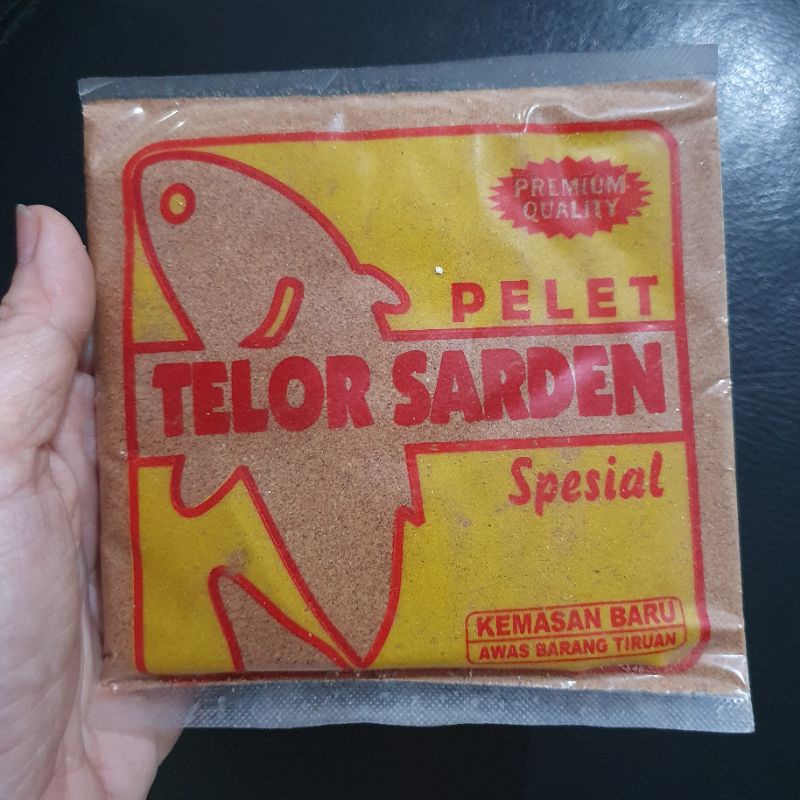 PREMIUM
QUALITY
PELET
TELOR SARDEN
Spesial
KEMASAN BARU
AWAS BARANG TIRUAN